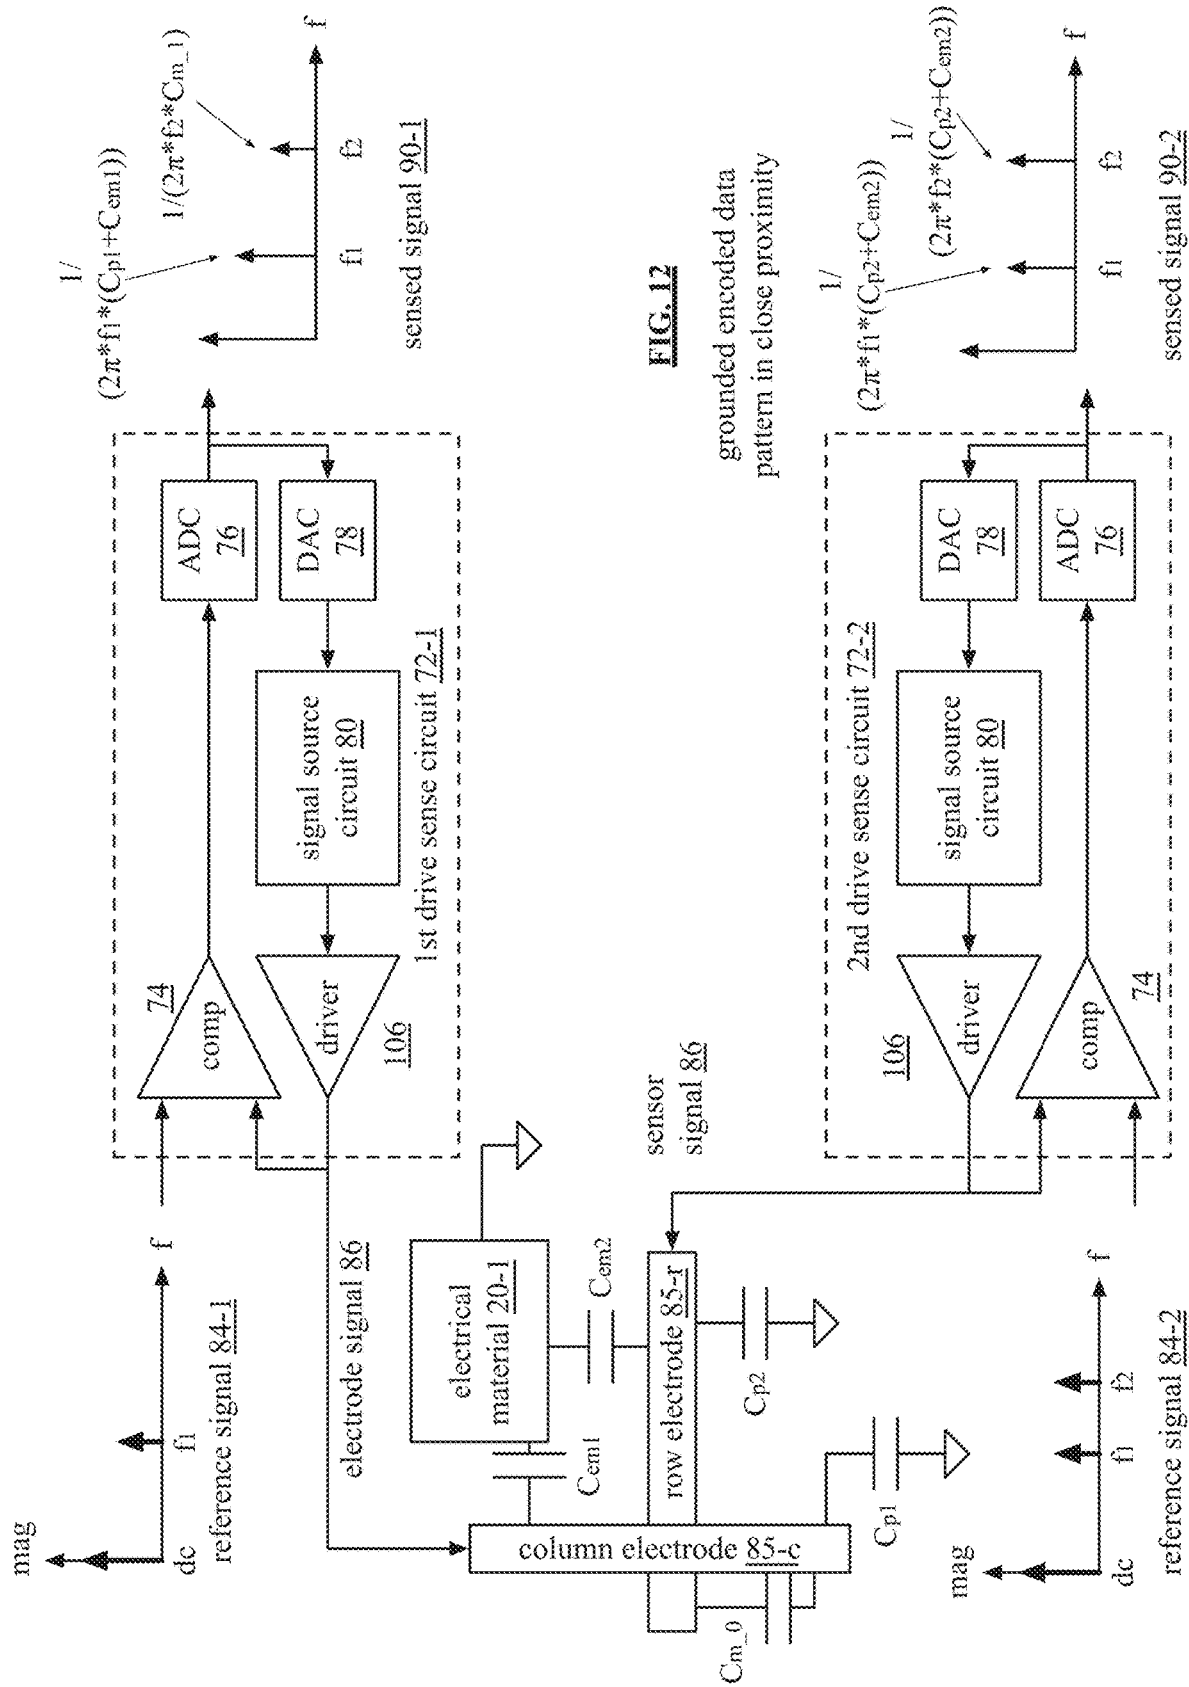 mag
dc
f1
f
reference signal 84-1
74
comp
ADC
76
DAC
78
signal source
circuit 80
driver
106
1st drive sense circuit 72-1
1/
(2π*f1*(Cp1+Cem1))
1/(2π*f2*Cm_1)
f1
f2
f
sensed signal 90-1
electrode signal 86
electrical
material 20-1
Cem1
Cem2
column electrode 85-c
row electrode 85-r
Cm_0
Cp1
Cp2
sensor
signal 86
FIG. 12
grounded encoded data
pattern in close proximity
2nd drive sense circuit 72-2
106
driver
signal source
circuit 80
DAC
78
ADC
76
comp
74
1/
(2π*f1*(Cp2+Cem2))
1/
(2π*f2*(Cp2+Cem2))
f1
f2
f
sensed signal 90-2
mag
dc
f1
f2
f
reference signal 84-2